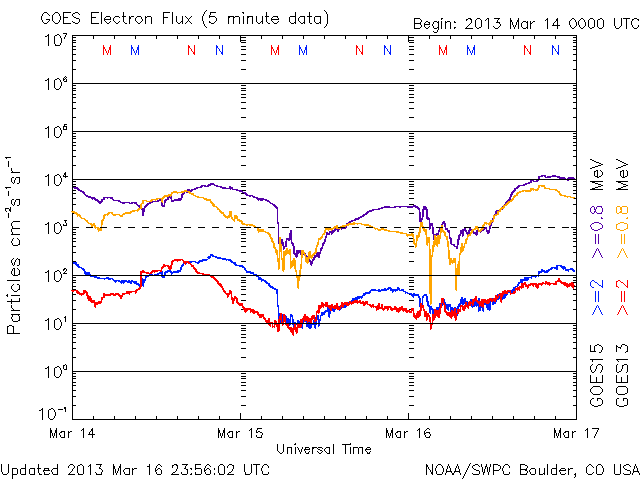 GOES Electron Flux (5 minute data)
Begin: 2013 Mar 14 0000 UTC
M M N N M M N N M M N N
10⁷
10⁶
10⁵
10⁴
10³
10²
10¹
10⁰
10⁻¹
Particles cm⁻²s⁻¹sr⁻¹
Mar 14 Mar 15 Mar 16 Mar 17
Universal Time
GOES15 >=2 >=0.8 MeV
GOES13 >=2 >=0.8 MeV
Updated 2013 Mar 16 23:56:02 UTC
NOAA/SWPC Boulder, CO USA